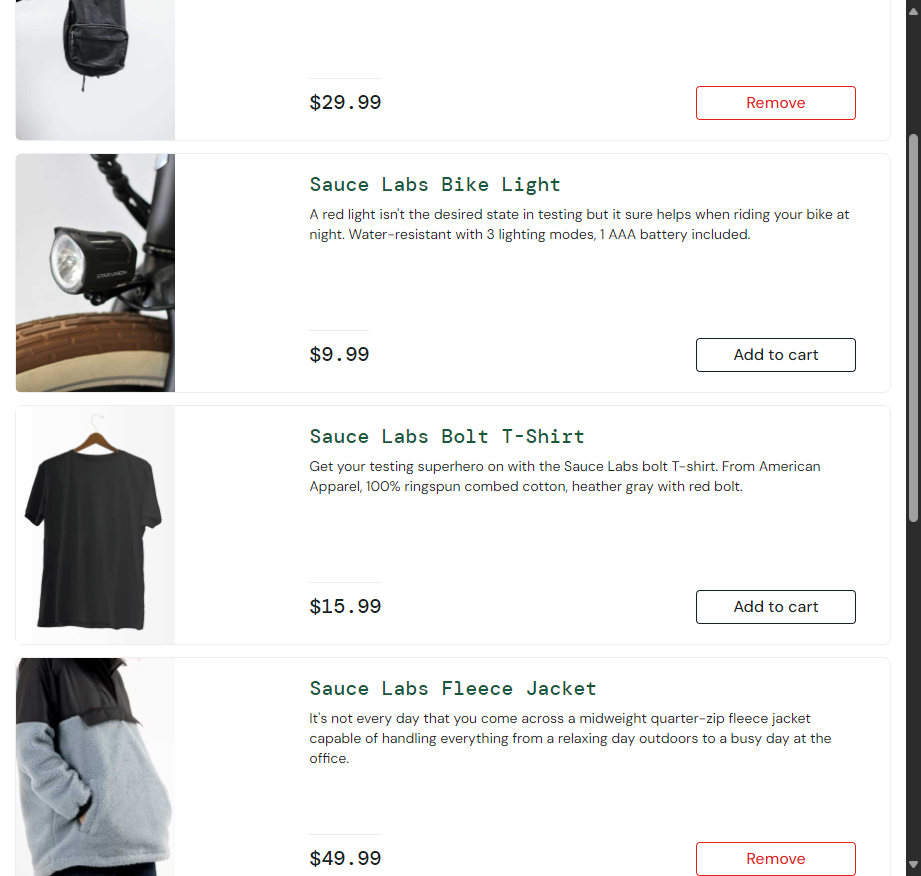 $29.99
Remove
Sauce Labs Bike Light
A red light isn't the desired state in testing but it sure helps when riding your bike at
night. Water-resistant with 3 lighting modes, 1 AAA battery included.
$9.99
Add to cart
Sauce Labs Bolt T-Shirt
Get your testing superhero on with the Sauce Labs bolt T-shirt. From American
Apparel, 100% ringspun combed cotton, heather gray with red bolt.
$15.99
Add to cart
Sauce Labs Fleece Jacket
It's not every day that you come across a midweight quarter-zip fleece jacket
capable of handling everything from a relaxing day outdoors to a busy day at the
office.
$49.99
Remove